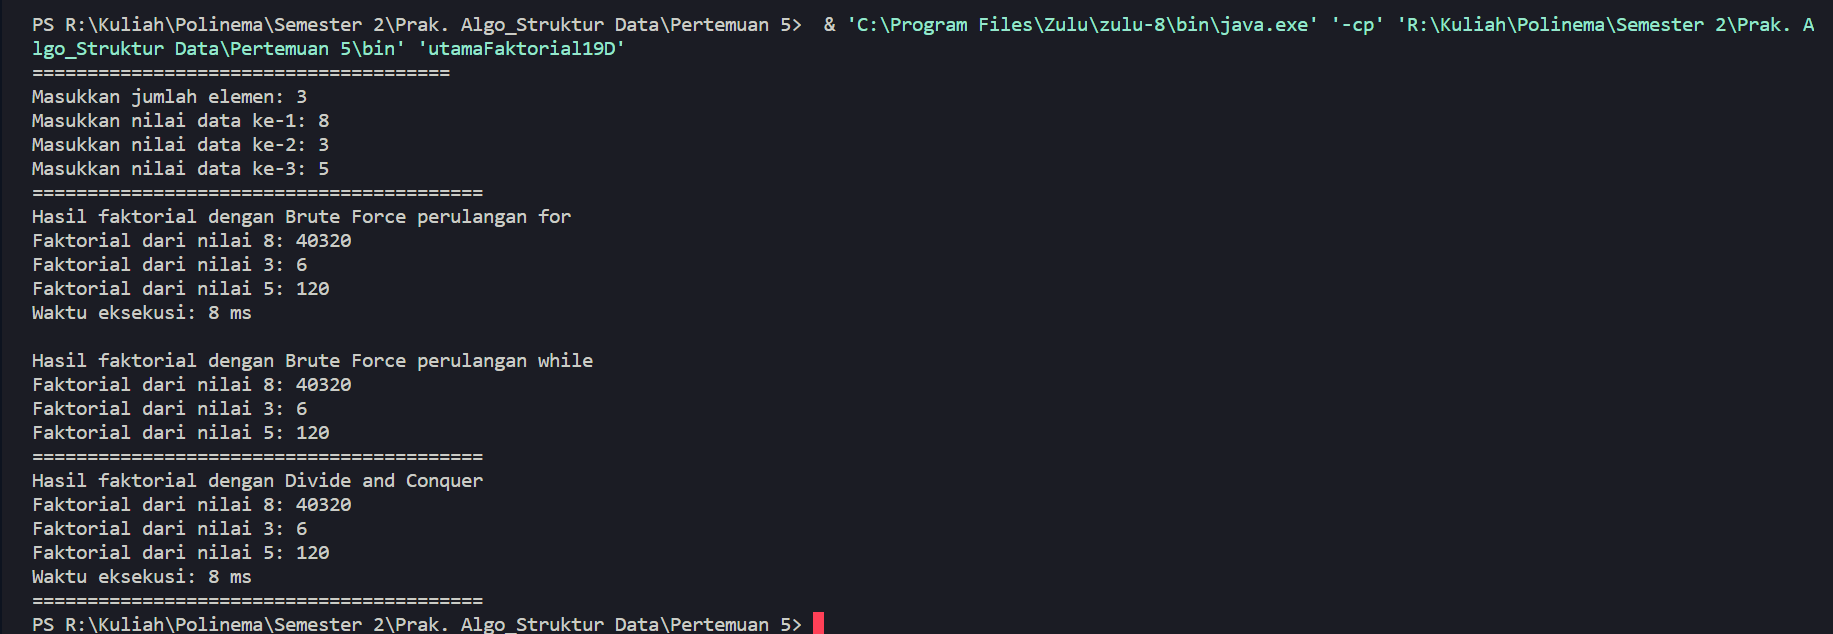 PS R:\Kuliah\Polinema\Semester 2\Prak. Algo_Struktur Data\Pertemuan 5>  & 'C:\Program Files\Zulu\zulu-8\bin\java.exe' '-cp' 'R:\Kuliah\Polinema\Semester 2\Prak. A
lgo_Struktur Data\Pertemuan 5\bin' 'utamaFaktorial19D'
======================================
Masukkan jumlah elemen: 3
Masukkan nilai data ke-1: 8
Masukkan nilai data ke-2: 3
Masukkan nilai data ke-3: 5
=========================================
Hasil faktorial dengan Brute Force perulangan for
Faktorial dari nilai 8: 40320
Faktorial dari nilai 3: 6
Faktorial dari nilai 5: 120
Waktu eksekusi: 8 ms

Hasil faktorial dengan Brute Force perulangan while
Faktorial dari nilai 8: 40320
Faktorial dari nilai 3: 6
Faktorial dari nilai 5: 120
=========================================
Hasil faktorial dengan Divide and Conquer
Faktorial dari nilai 8: 40320
Faktorial dari nilai 3: 6
Faktorial dari nilai 5: 120
Waktu eksekusi: 8 ms
=========================================
PS R:\Kuliah\Polinema\Semester 2\Prak. Algo_Struktur Data\Pertemuan 5>